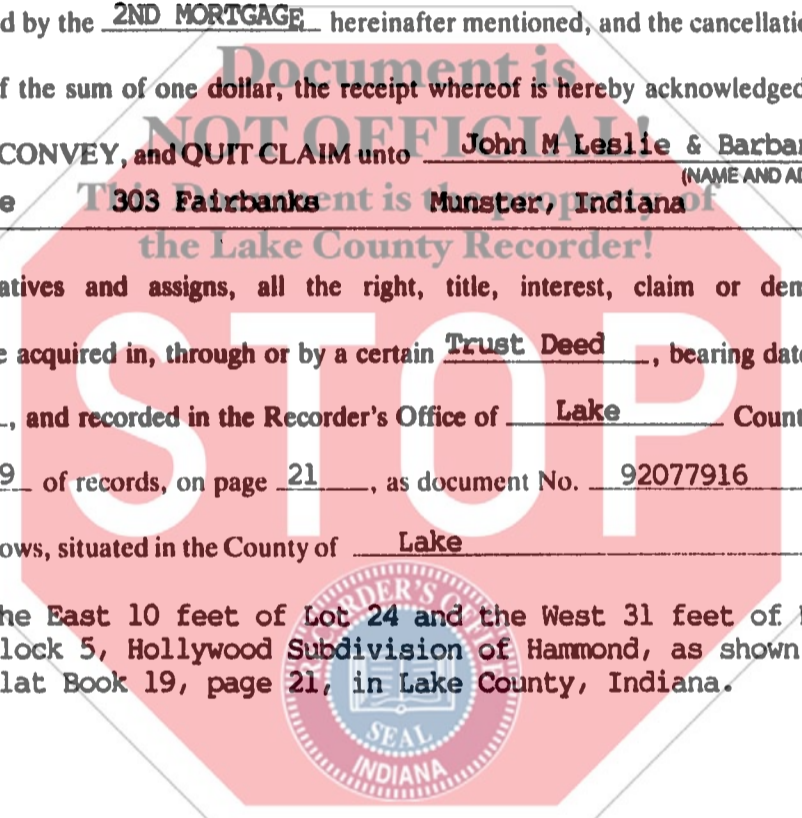 d by the 2ND MORTGAGE hereinafter mentioned, and the cancellatio
Document is
f the sum of one dollar, the receipt whereof is hereby acknowledged
NOT OFFICIAL!
CONVEY, and QUIT CLAIM unto John M Leslie & Barbar
(NAME AND AD
This Document is the property of
e 303 Fairbanks Munster, Indiana
the Lake County Recorder!
atives and assigns, all the right, title, interest, claim or dem
STOP
e acquired in, through or by a certain Trust Deed, bearing date
, and recorded in the Recorder's Office of Lake Count
9 of records, on page 21, as document No. 92077916
ows, situated in the County of Lake
RECORDER'S OFFICE
he East 10 feet of Lot 24 and the West 31 feet of
lock 5, Hollywood Subdivision of Hammond, as shown
lat Book 19, page 21, in Lake County, Indiana.
SEAL
INDIANA